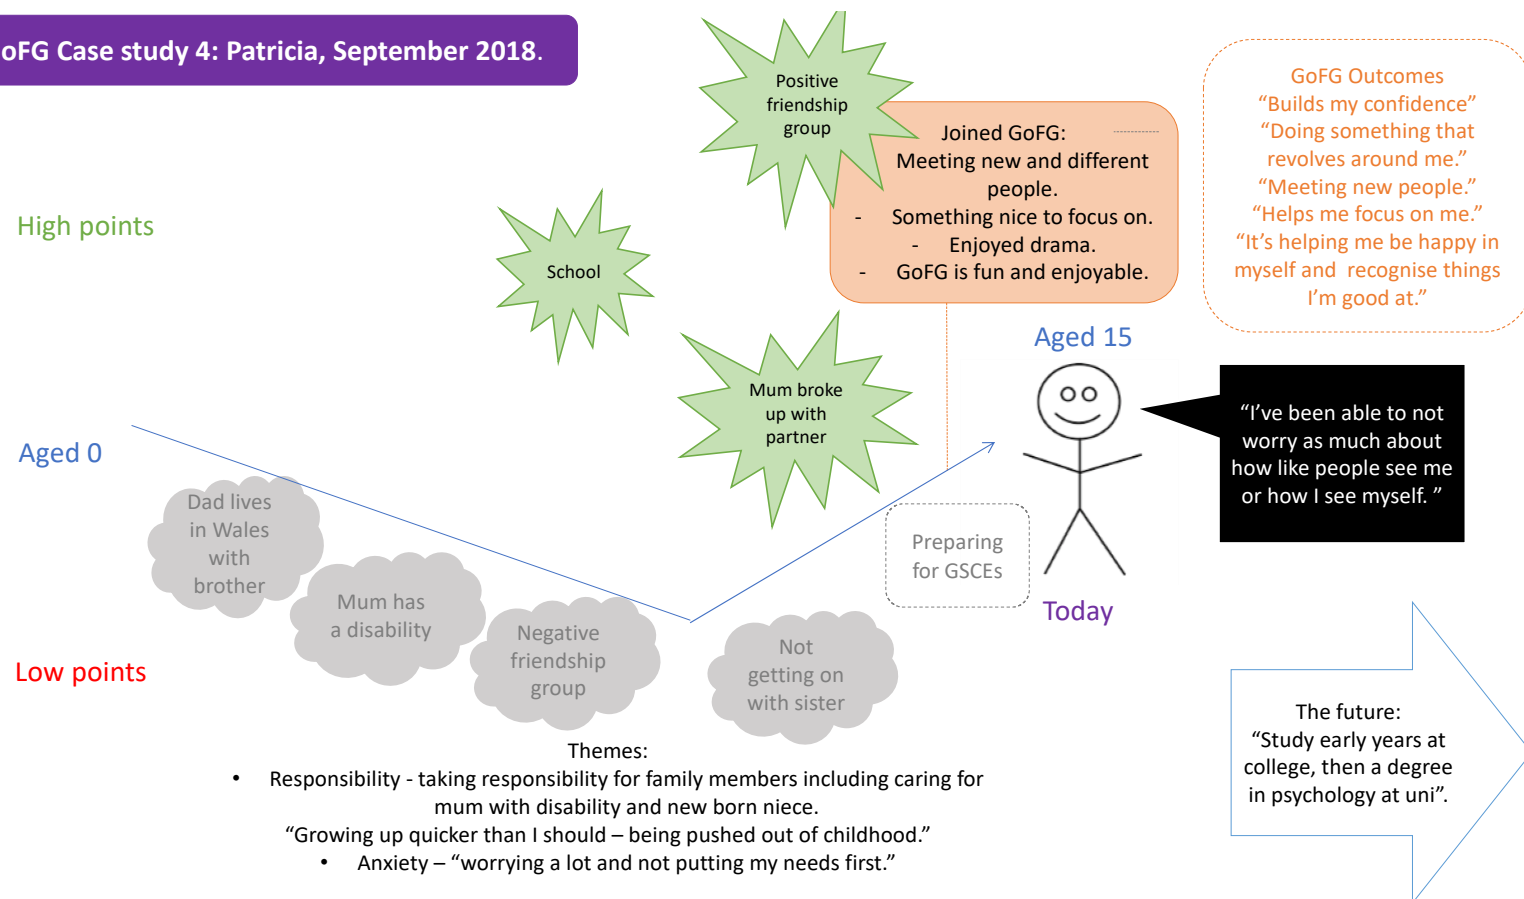 oFG Case study 4: Patricia, September 2018.
Positive
friendship
group
Joined GoFG:
Meeting new and different
people.
- Something nice to focus on.
- Enjoyed drama.
- GoFG is fun and enjoyable.
GoFG Outcomes
“Builds my confidence”
“Doing something that
revolves around me.”
“Meeting new people.”
“Helps me focus on me.”
“It’s helping me be happy in
myself and recognise things
I’m good at.”
High points
School
Aged 15
Mum broke
up with
partner
“I’ve been able to not
worry as much about
how like people see me
or how I see myself. ”
Aged 0
Dad lives
in Wales
with
brother
Mum has
a disability
Negative
friendship
group
Not
getting on
with sister
Preparing
for GSCEs
Today
Low points
The future:
“Study early years at
college, then a degree
in psychology at uni”.
Themes:
• Responsibility - taking responsibility for family members including caring for
mum with disability and new born niece.
“Growing up quicker than I should – being pushed out of childhood.”
• Anxiety – “worrying a lot and not putting my needs first.”